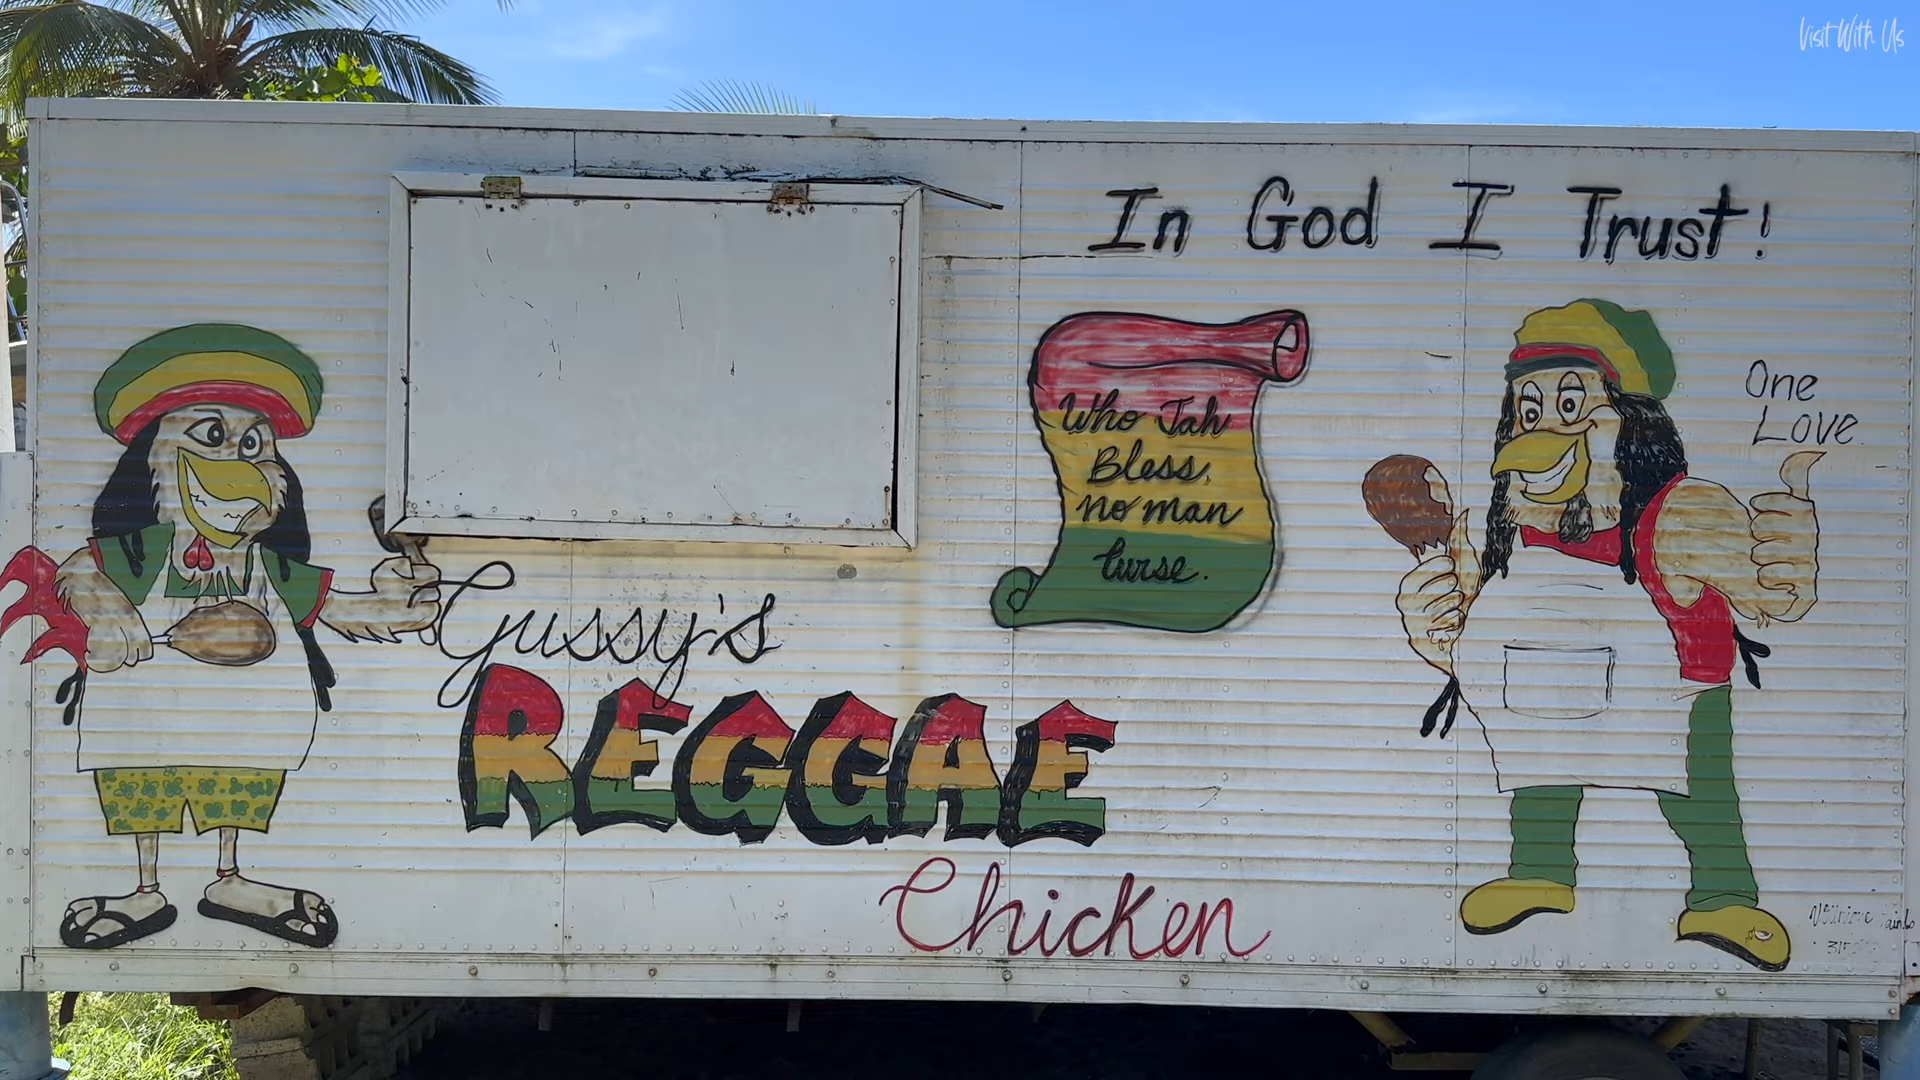 Visit With Us
In God I Trust!
Who Jah
Bless,
no man
Curse.
One
Love
Gussy's
REGGAE
Chicken